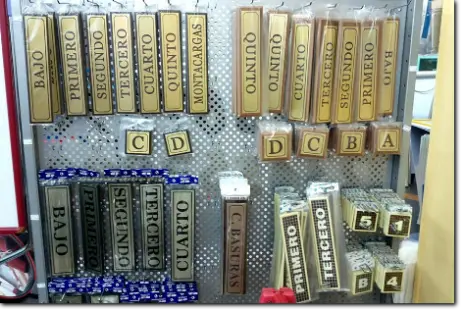 BAJO
PRIMERO
SEGUNDO
TERCERO
CUARTO
QUINTO
MONTACARGAS
QUINTO
QUINTO
CUARTO
TERCERO
SEGUNDO
PRIMERO
BAJO
C
D
D
C
B
A
BAJO
PRIMERO
SEGUNDO
TERCERO
CUARTO
C. BASURAS
PRIMERO
TERCERO
5
1
B
4